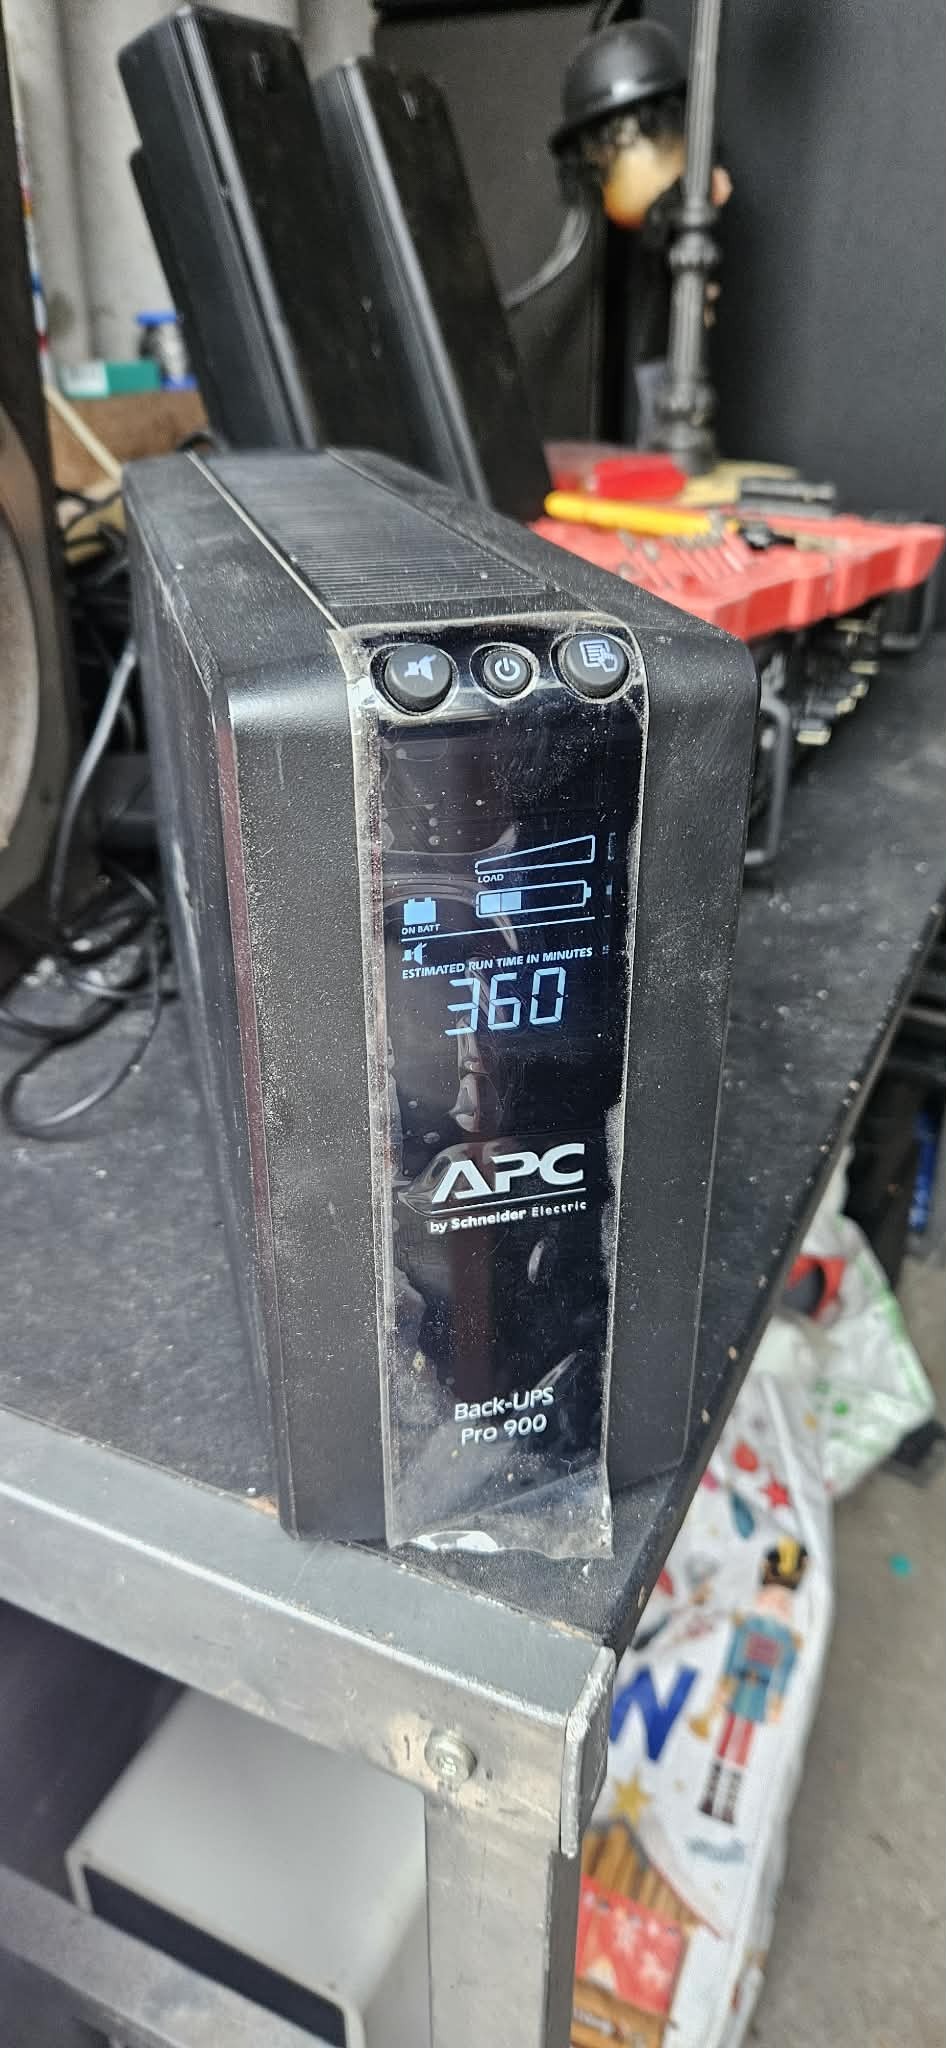 LOAD
ON BATT
ESTIMATED RUN TIME IN MINUTES
360
APC
by Schneider Electric
Back-UPS
Pro 900
N